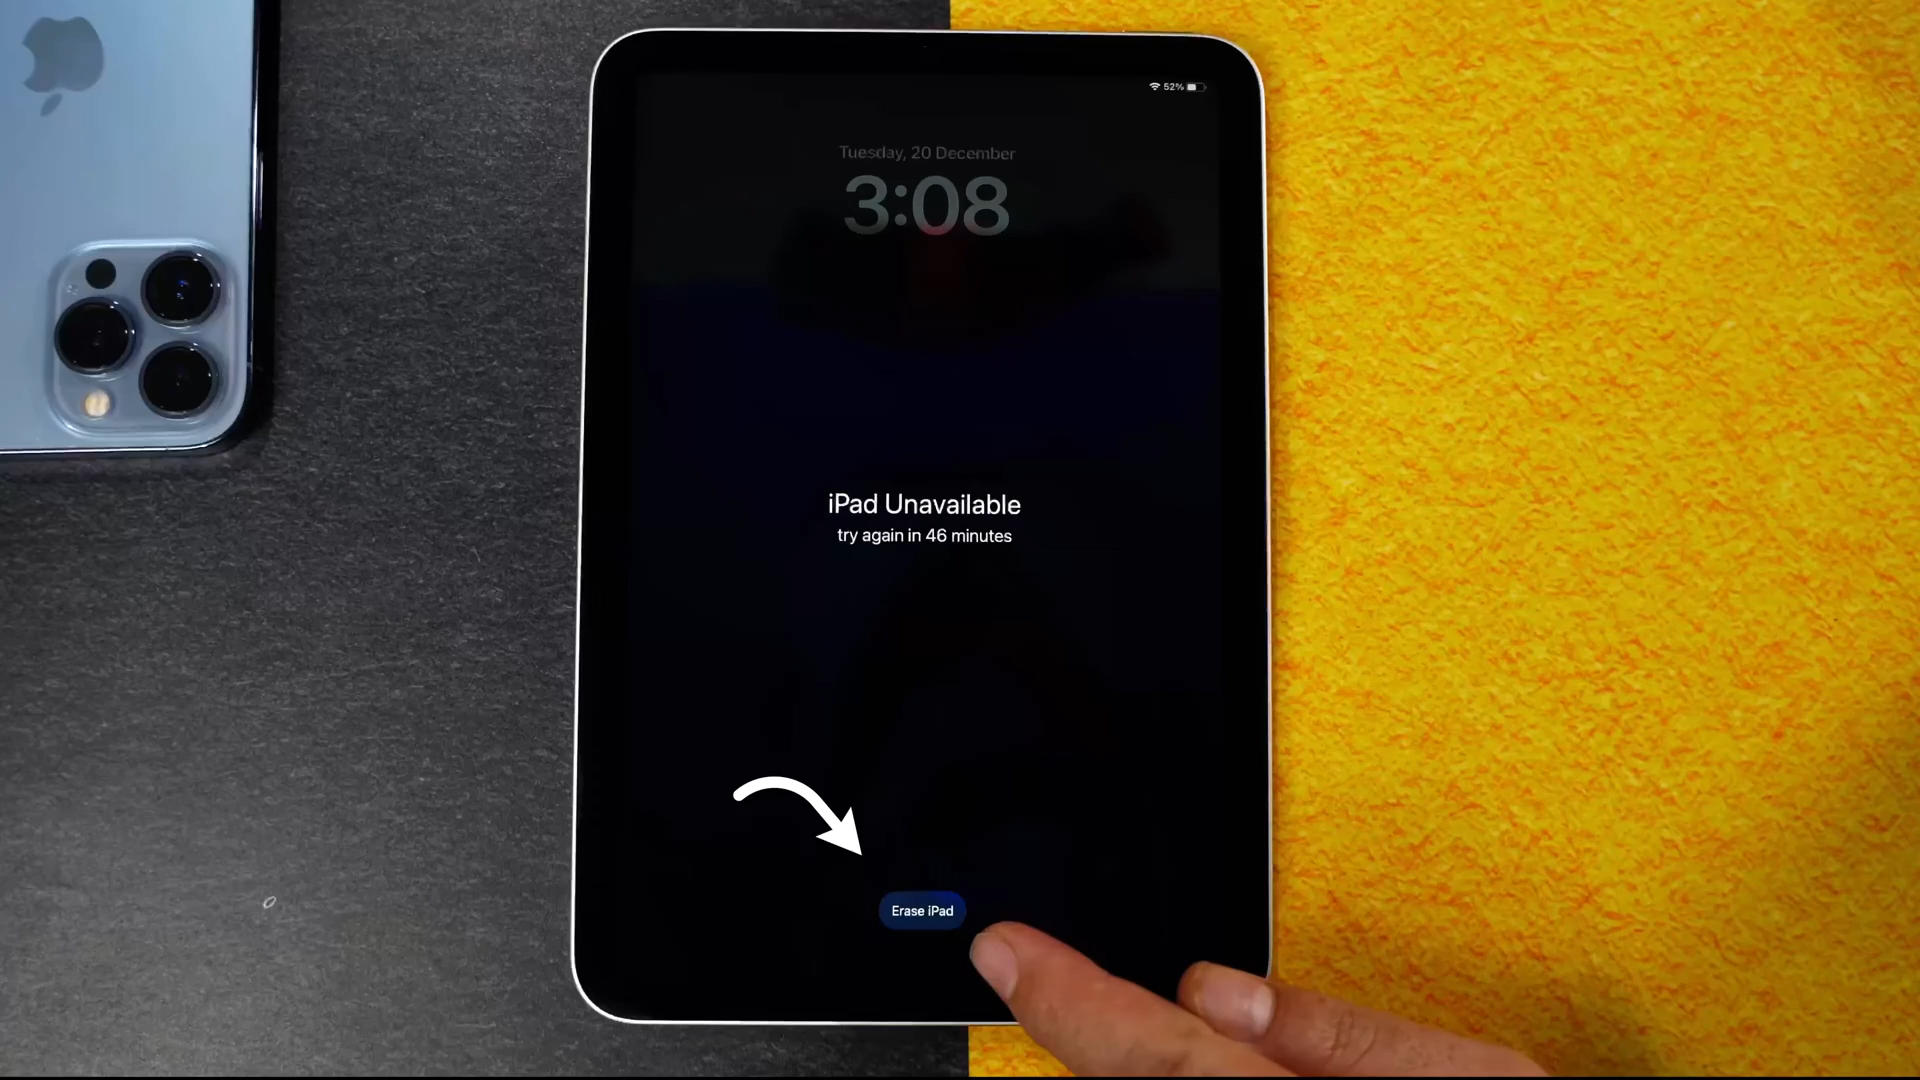 52%
Tuesday, 20 December
3:08
iPad Unavailable
try again in 46 minutes
Erase iPad